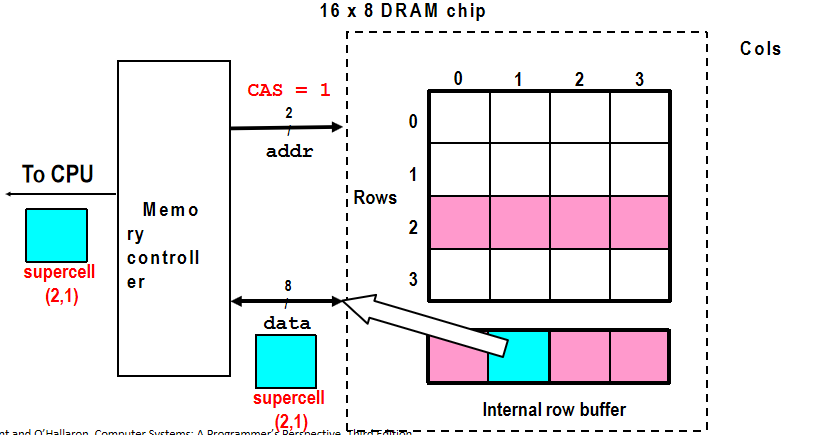 16 x 8 DRAM chip
Cols
CAS = 1
2
addr
0 1 2 3
0
1
2
3
Rows
To CPU
Memo
ry
controll
er
supercell
(2,1)
8
data
supercell
(2,1)
Internal row buffer
nt and O'Hallaron, Computer Systems: A Programmer's Perspective, Third Edition